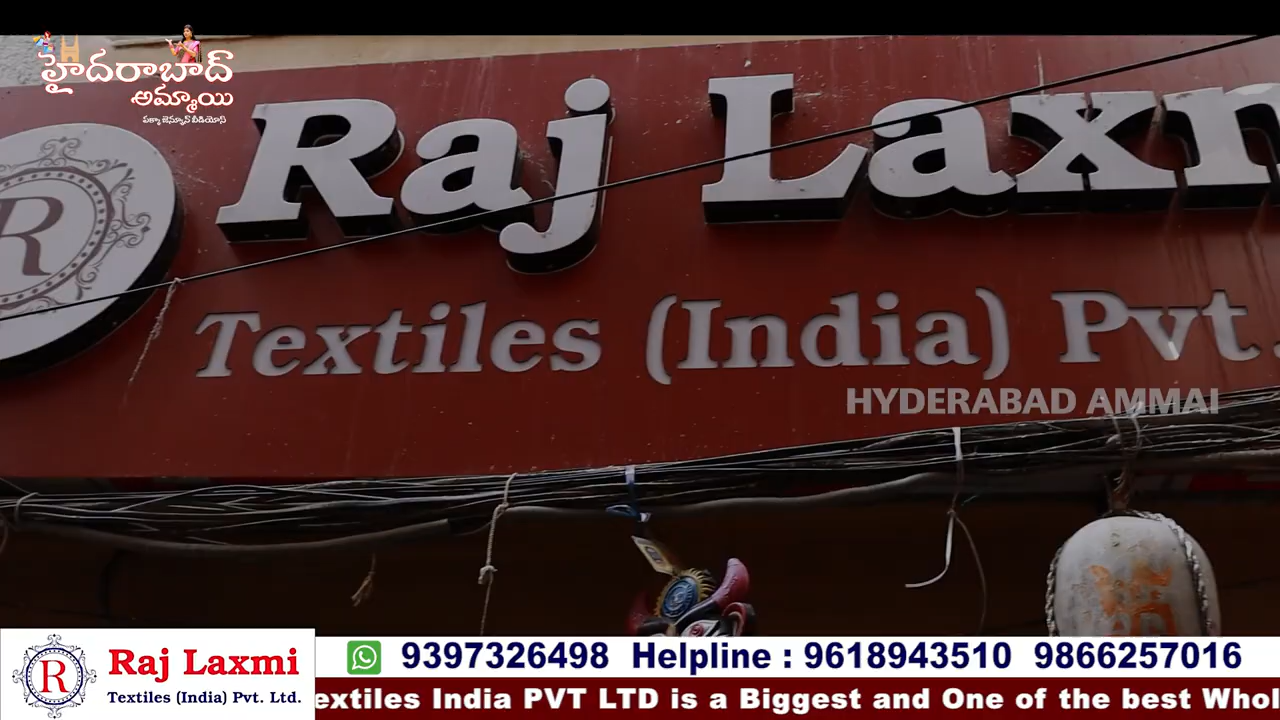 హైదరాబాద్
అమ్మాయి
పక్కా జెన్యూన్ వీడియోస్
R
Raj Laxm
Textiles (India) Pvt.
HYDERABAD AMMAI
R
Raj Laxmi
Textiles (India) Pvt. Ltd.
9397326498 Helpline : 9618943510 9866257016
extiles India PVT LTD is a Biggest and One of the best Whol